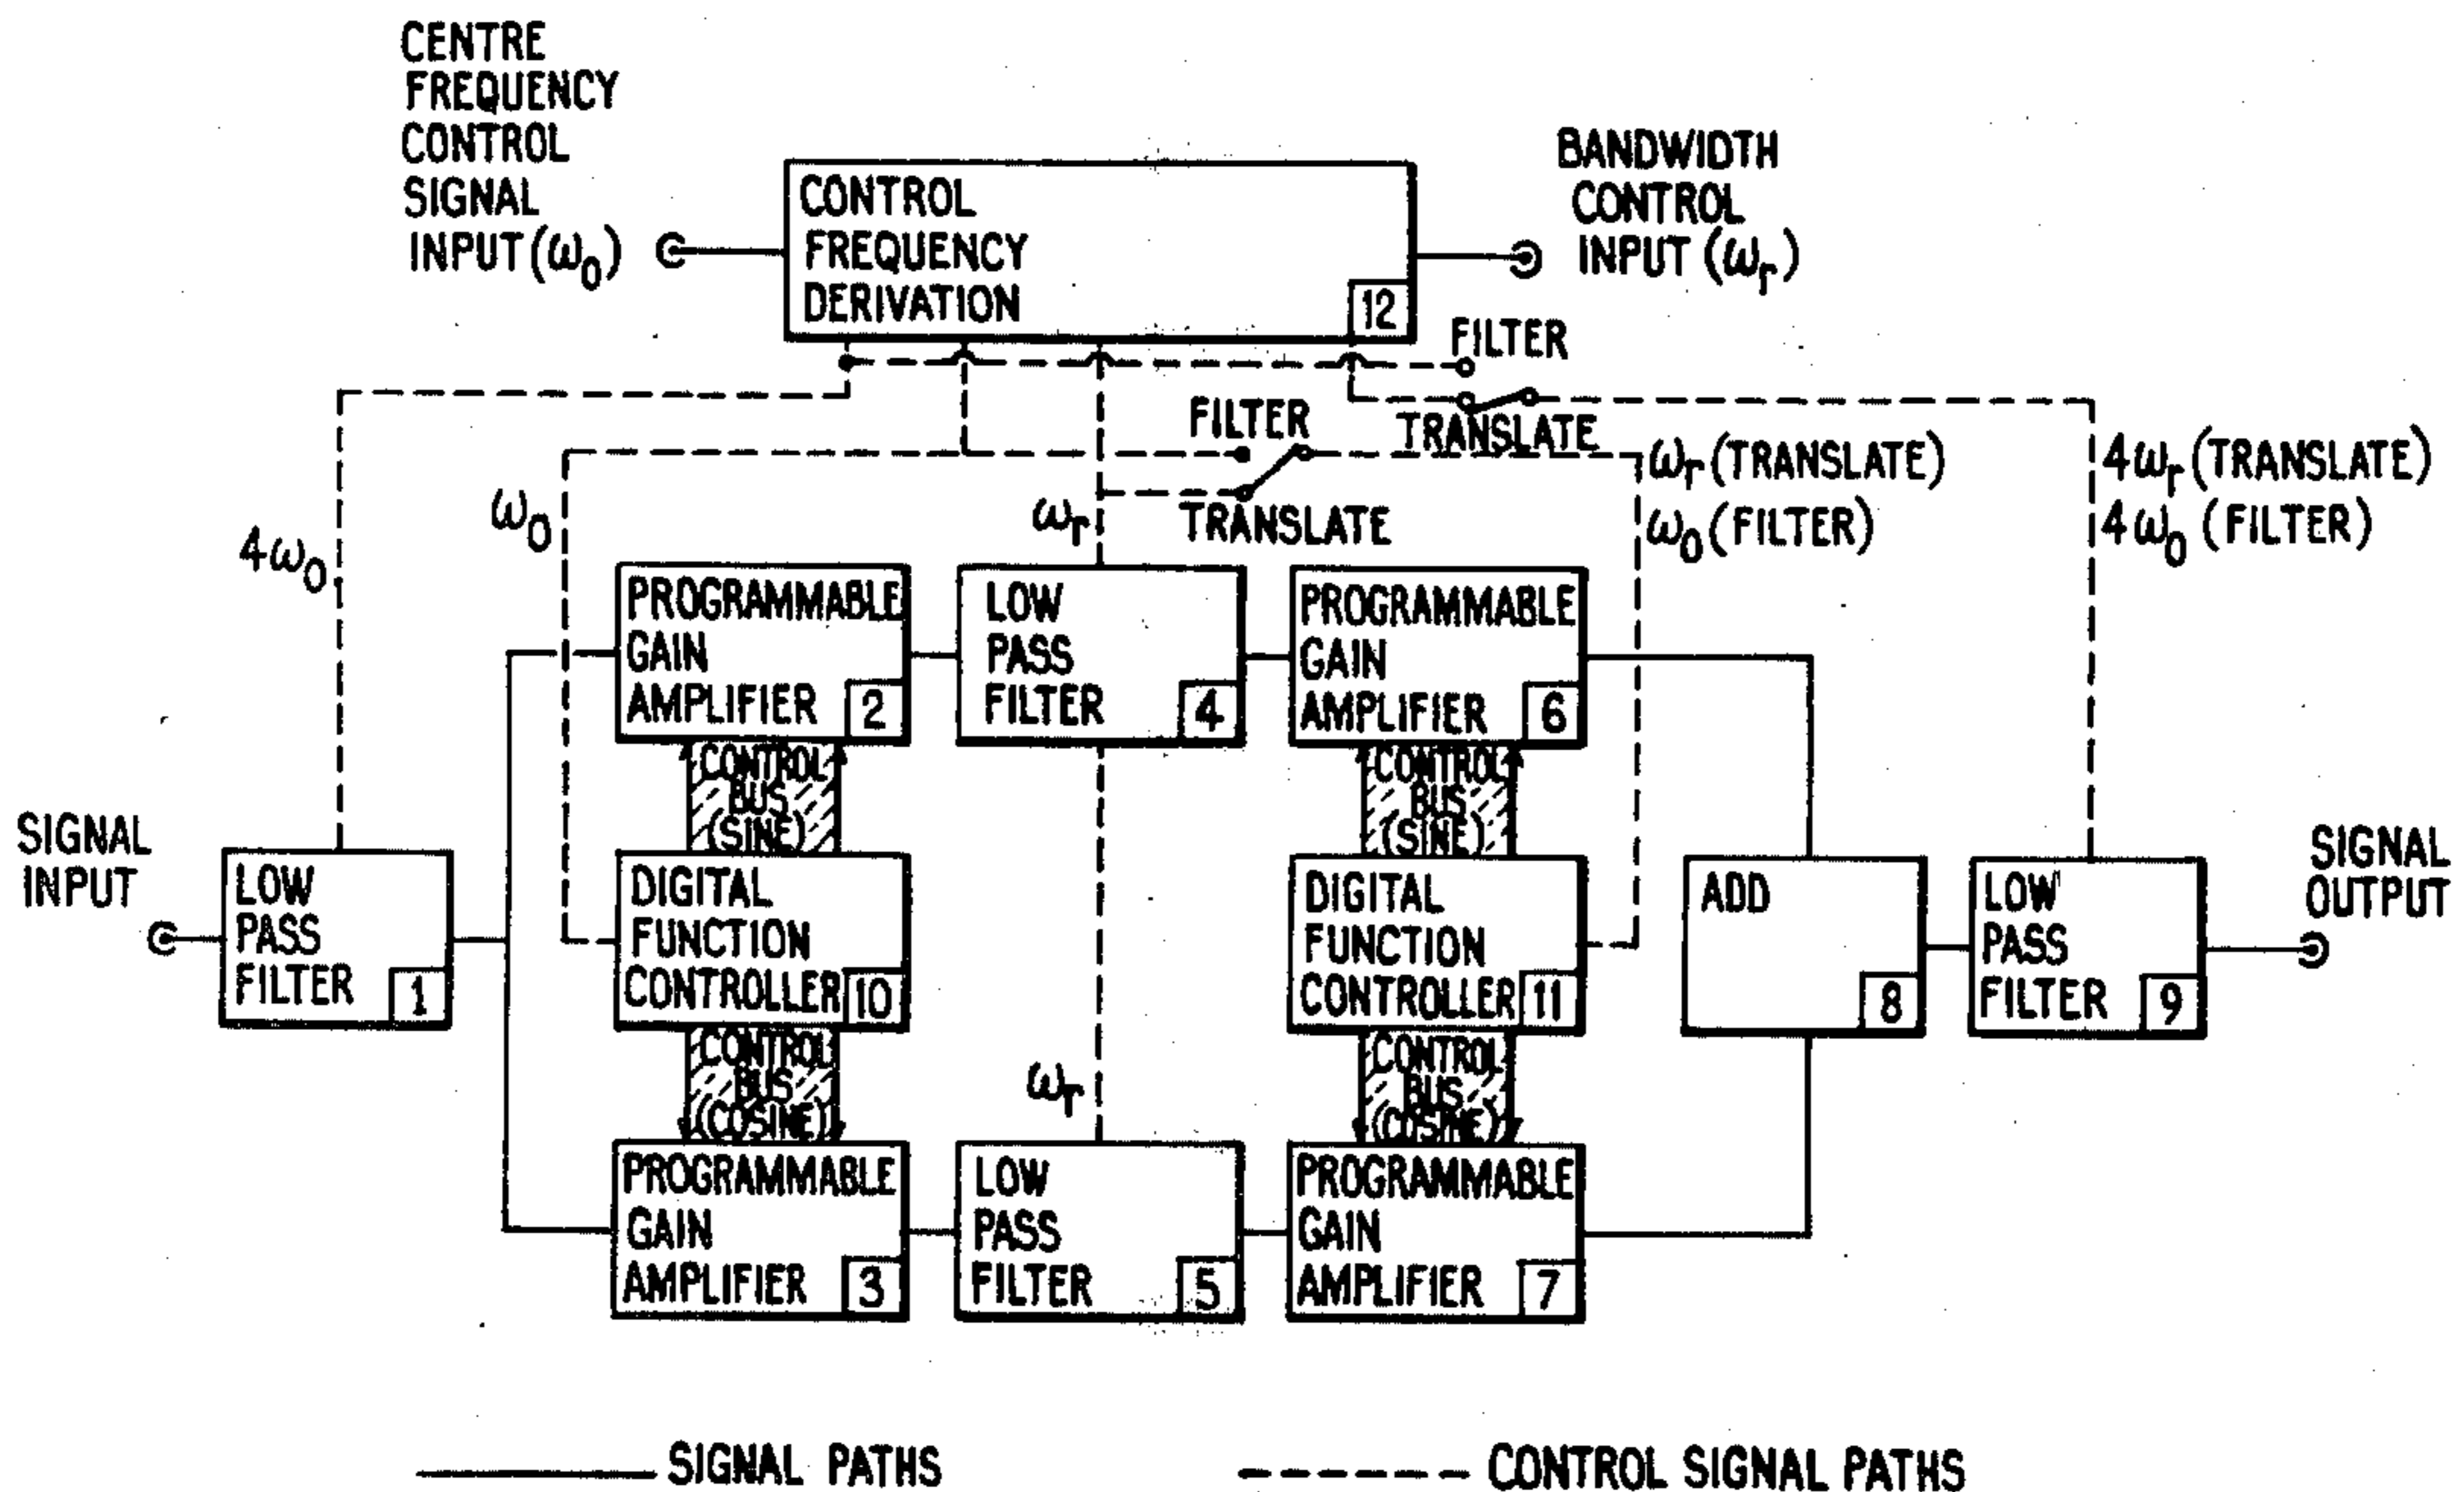 CENTRE
FREQUENCY
CONTROL
SIGNAL
INPUT (ω₀)
CONTROL
FREQUENCY
DERIVATION
12
BANDWIDTH
CONTROL
INPUT (ωᵣ)
FILTER
TRANSLATE
FILTER
TRANSLATE
ωᵣ (TRANSLATE)
ω₀ (FILTER)
4ωᵣ (TRANSLATE)
4ω₀ (FILTER)
4ω₀
ω₀
ωᵣ
PROGRAMMABLE
GAIN
AMPLIFIER
2
LOW
PASS
FILTER
4
PROGRAMMABLE
GAIN
AMPLIFIER
6
CONTROL
BUS
(SINE)
CONTROL
BUS
(SINE)
SIGNAL
INPUT
LOW
PASS
FILTER
1
DIGITAL
FUNCTION
CONTROLLER
10
DIGITAL
FUNCTION
CONTROLLER
11
ADD
8
LOW
PASS
FILTER
9
SIGNAL
OUTPUT
CONTROL
BUS
(COSINE)
ωᵣ
CONTROL
BUS
(COSINE)
PROGRAMMABLE
GAIN
AMPLIFIER
3
LOW
PASS
FILTER
5
PROGRAMMABLE
GAIN
AMPLIFIER
7
SIGNAL PATHS
CONTROL SIGNAL PATHS